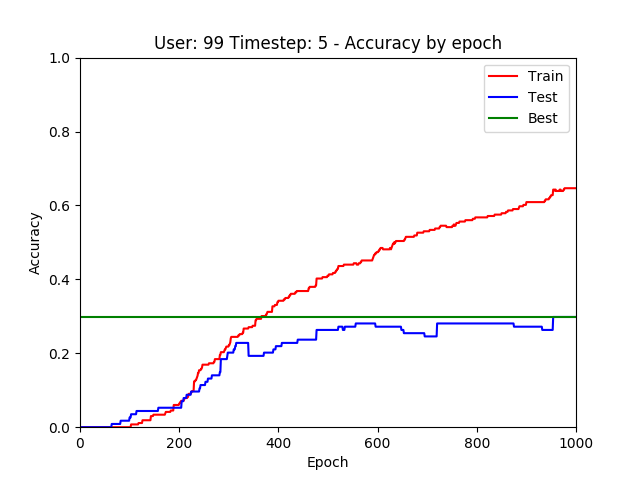 User: 99 Timestep: 5 - Accuracy by epoch
Train
Test
Best
Accuracy
1.0
0.8
0.6
0.4
0.2
0.0
0 200 400 600 800 1000
Epoch